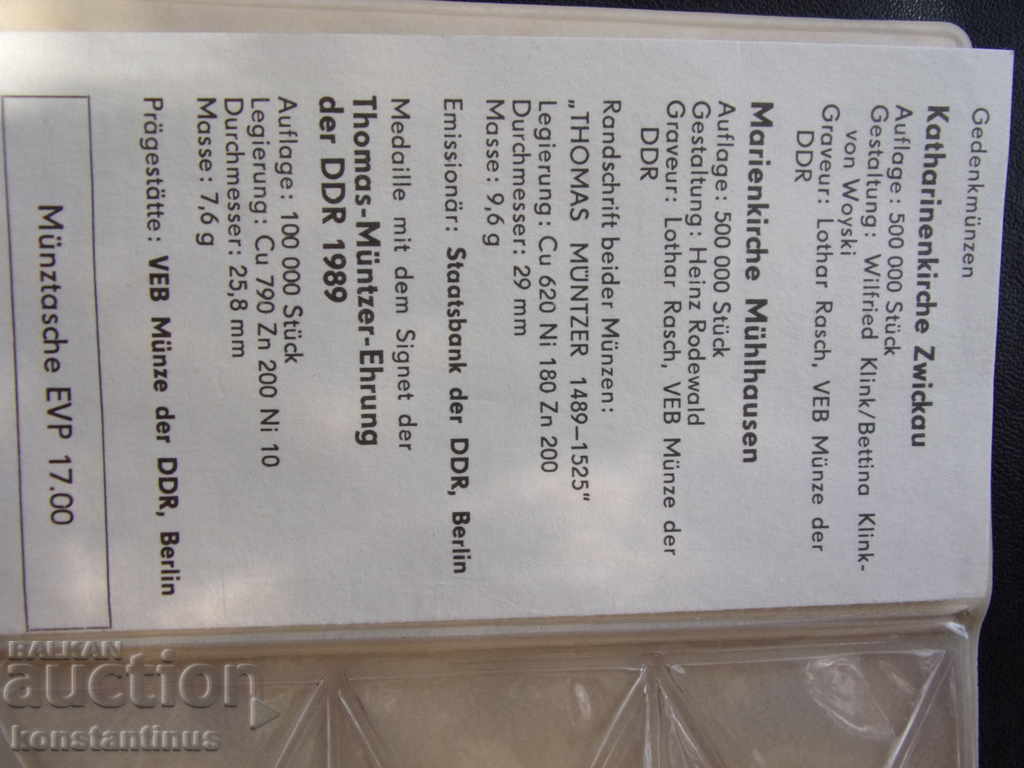 Gedenkmünzen
Katharinenkirche Zwickau
Auflage: 500 000 Stück
Gestaltung: Wilfried Klink/Bettina Klink-
von Woyski
Graveur: Lothar Rasch, VEB Münze der
DDR
Marienkirche Mühlhausen
Auflage: 500 000 Stück
Gestaltung: Heinz Rodewald
Graveur: Lothar Rasch, VEB Münze der
DDR
Randschrift beider Münzen:
„THOMAS MÜNTZER 1489—1525“
Legierung: Cu 620 Ni 180 Zn 200
Durchmesser: 29 mm
Masse: 9,6 g
Emissionär: Staatsbank der DDR, Berlin
Medaille mit dem Signet der
Thomas-Müntzer-Ehrung
der DDR 1989
Auflage: 100 000 Stück
Legierung: Cu 790 Zn 200 Ni 10
Durchmesser: 25,8 mm
Masse: 7,6 g
Prägestätte: VEB Münze der DDR, Berlin
Münztasche EVP 17.00
BALKAN
auction
konstantinus